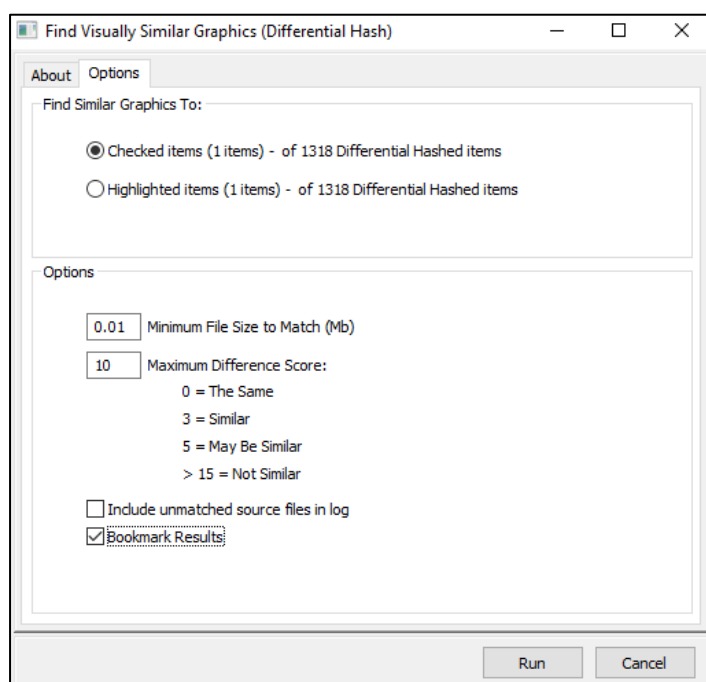 Find Visually Similar Graphics (Differential Hash)
About Options
Find Similar Graphics To:
Checked items (1 items) - of 1318 Differential Hashed items
Highlighted items (1 items) - of 1318 Differential Hashed items
Options
0.01 Minimum File Size to Match (Mb)
10 Maximum Difference Score:
0 = The Same
3 = Similar
5 = May Be Similar
> 15 = Not Similar
Include unmatched source files in log
Bookmark Results
Run Cancel